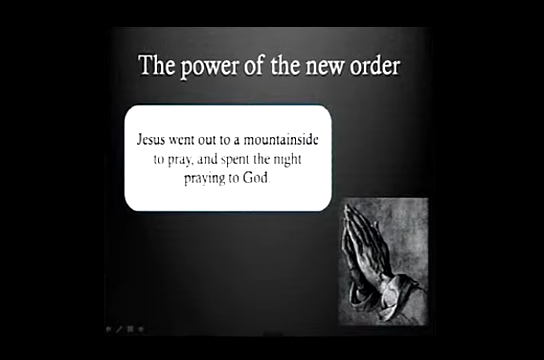 The power of the new order
Jesus went out to a mountainside
to pray, and spent the night
praying to God.